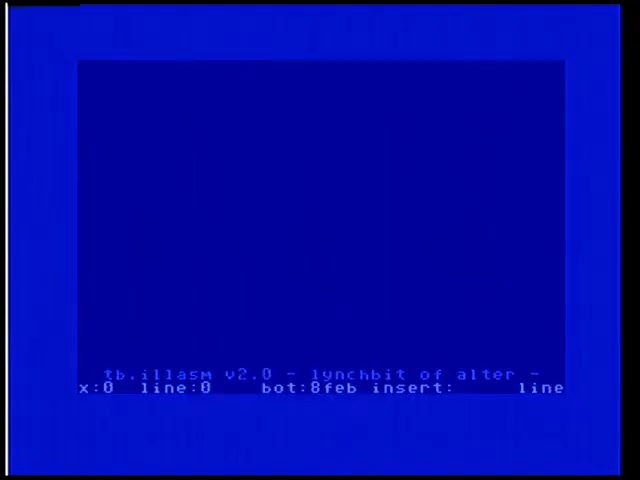 tb.illasm v2.0 - lynchbit of alter -
x:0 line:0 bot:8feb insert: line